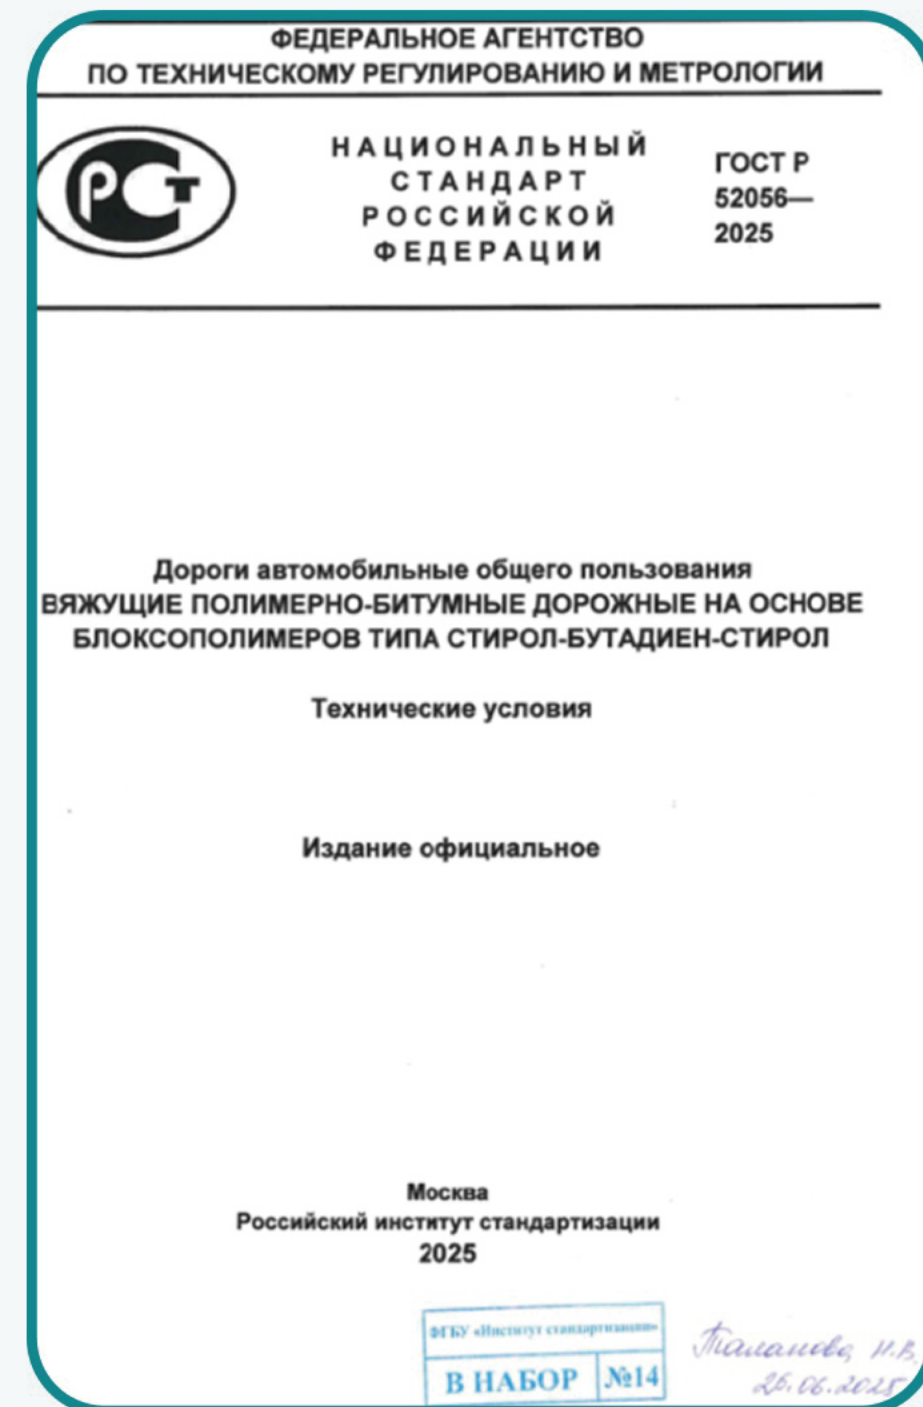 ФЕДЕРАЛЬНОЕ АГЕНТСТВО
ПО ТЕХНИЧЕСКОМУ РЕГУЛИРОВАНИЮ И МЕТРОЛОГИИ
РСТ
НАЦИОНАЛЬНЫЙ
СТАНДАРТ
РОССИЙСКОЙ
ФЕДЕРАЦИИ
ГОСТ Р
52056—
2025
Дороги автомобильные общего пользования
ВЯЖУЩИЕ ПОЛИМЕРНО-БИТУМНЫЕ ДОРОЖНЫЕ НА ОСНОВЕ
БЛОКСОПОЛИМЕРОВ ТИПА СТИРОЛ-БУТАДИЕН-СТИРОЛ
Технические условия
Издание официальное
Москва
Российский институт стандартизации
2025
ФГБУ «Институт стандартизации»
В НАБОР №14
Таланова Н.В.
26.06.2025